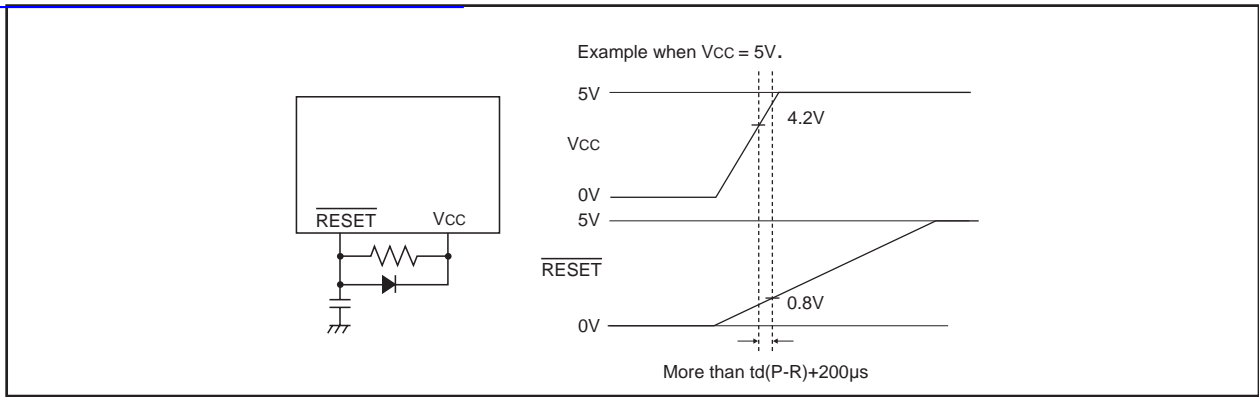 Example when VCC = 5V.
5V
4.2V
VCC
0V
RESET VCC
5V
RESET
0.8V
0V
More than td(P-R)+200µs